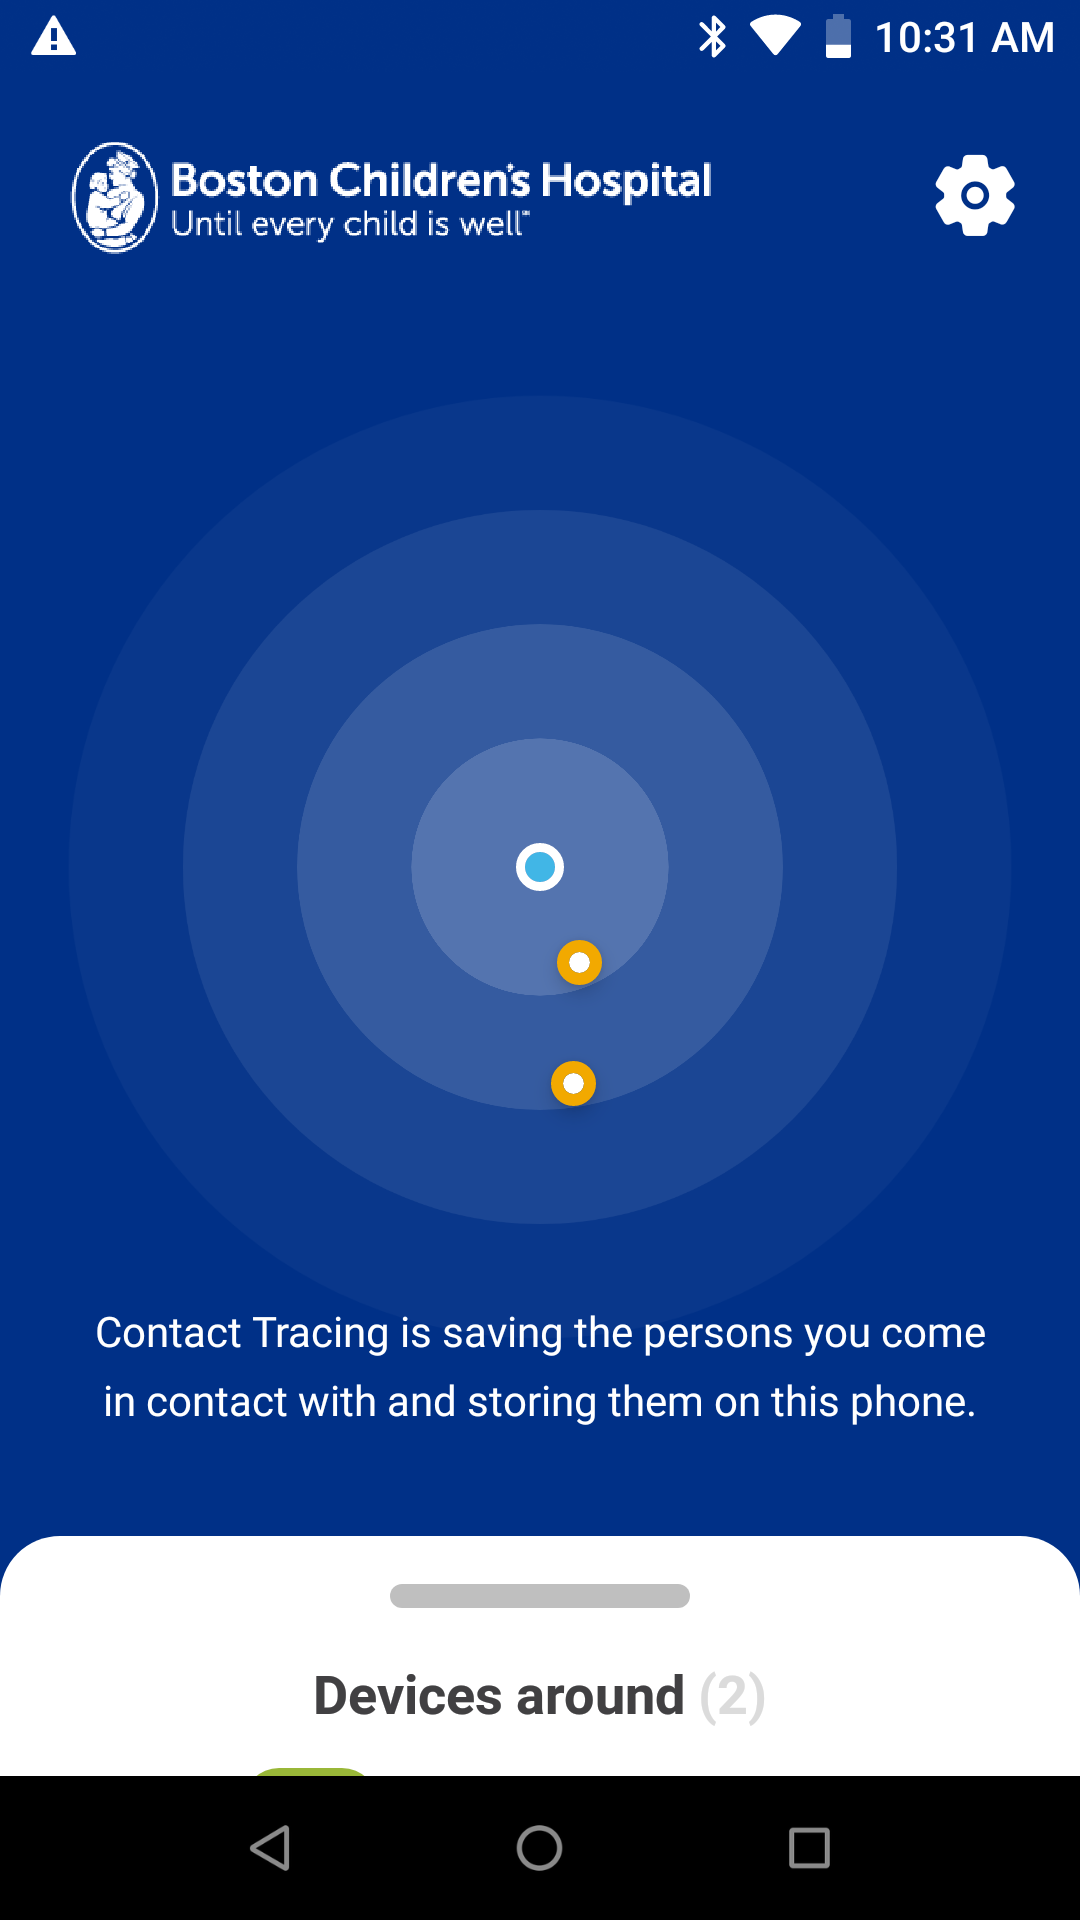 10:31 AM
Boston Children's Hospital
Until every child is well™
Contact Tracing is saving the persons you come
in contact with and storing them on this phone.
Devices around (2)